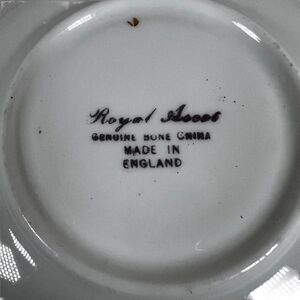 Royal Ascot
GENUINE BONE CHINA
MADE IN
ENGLAND